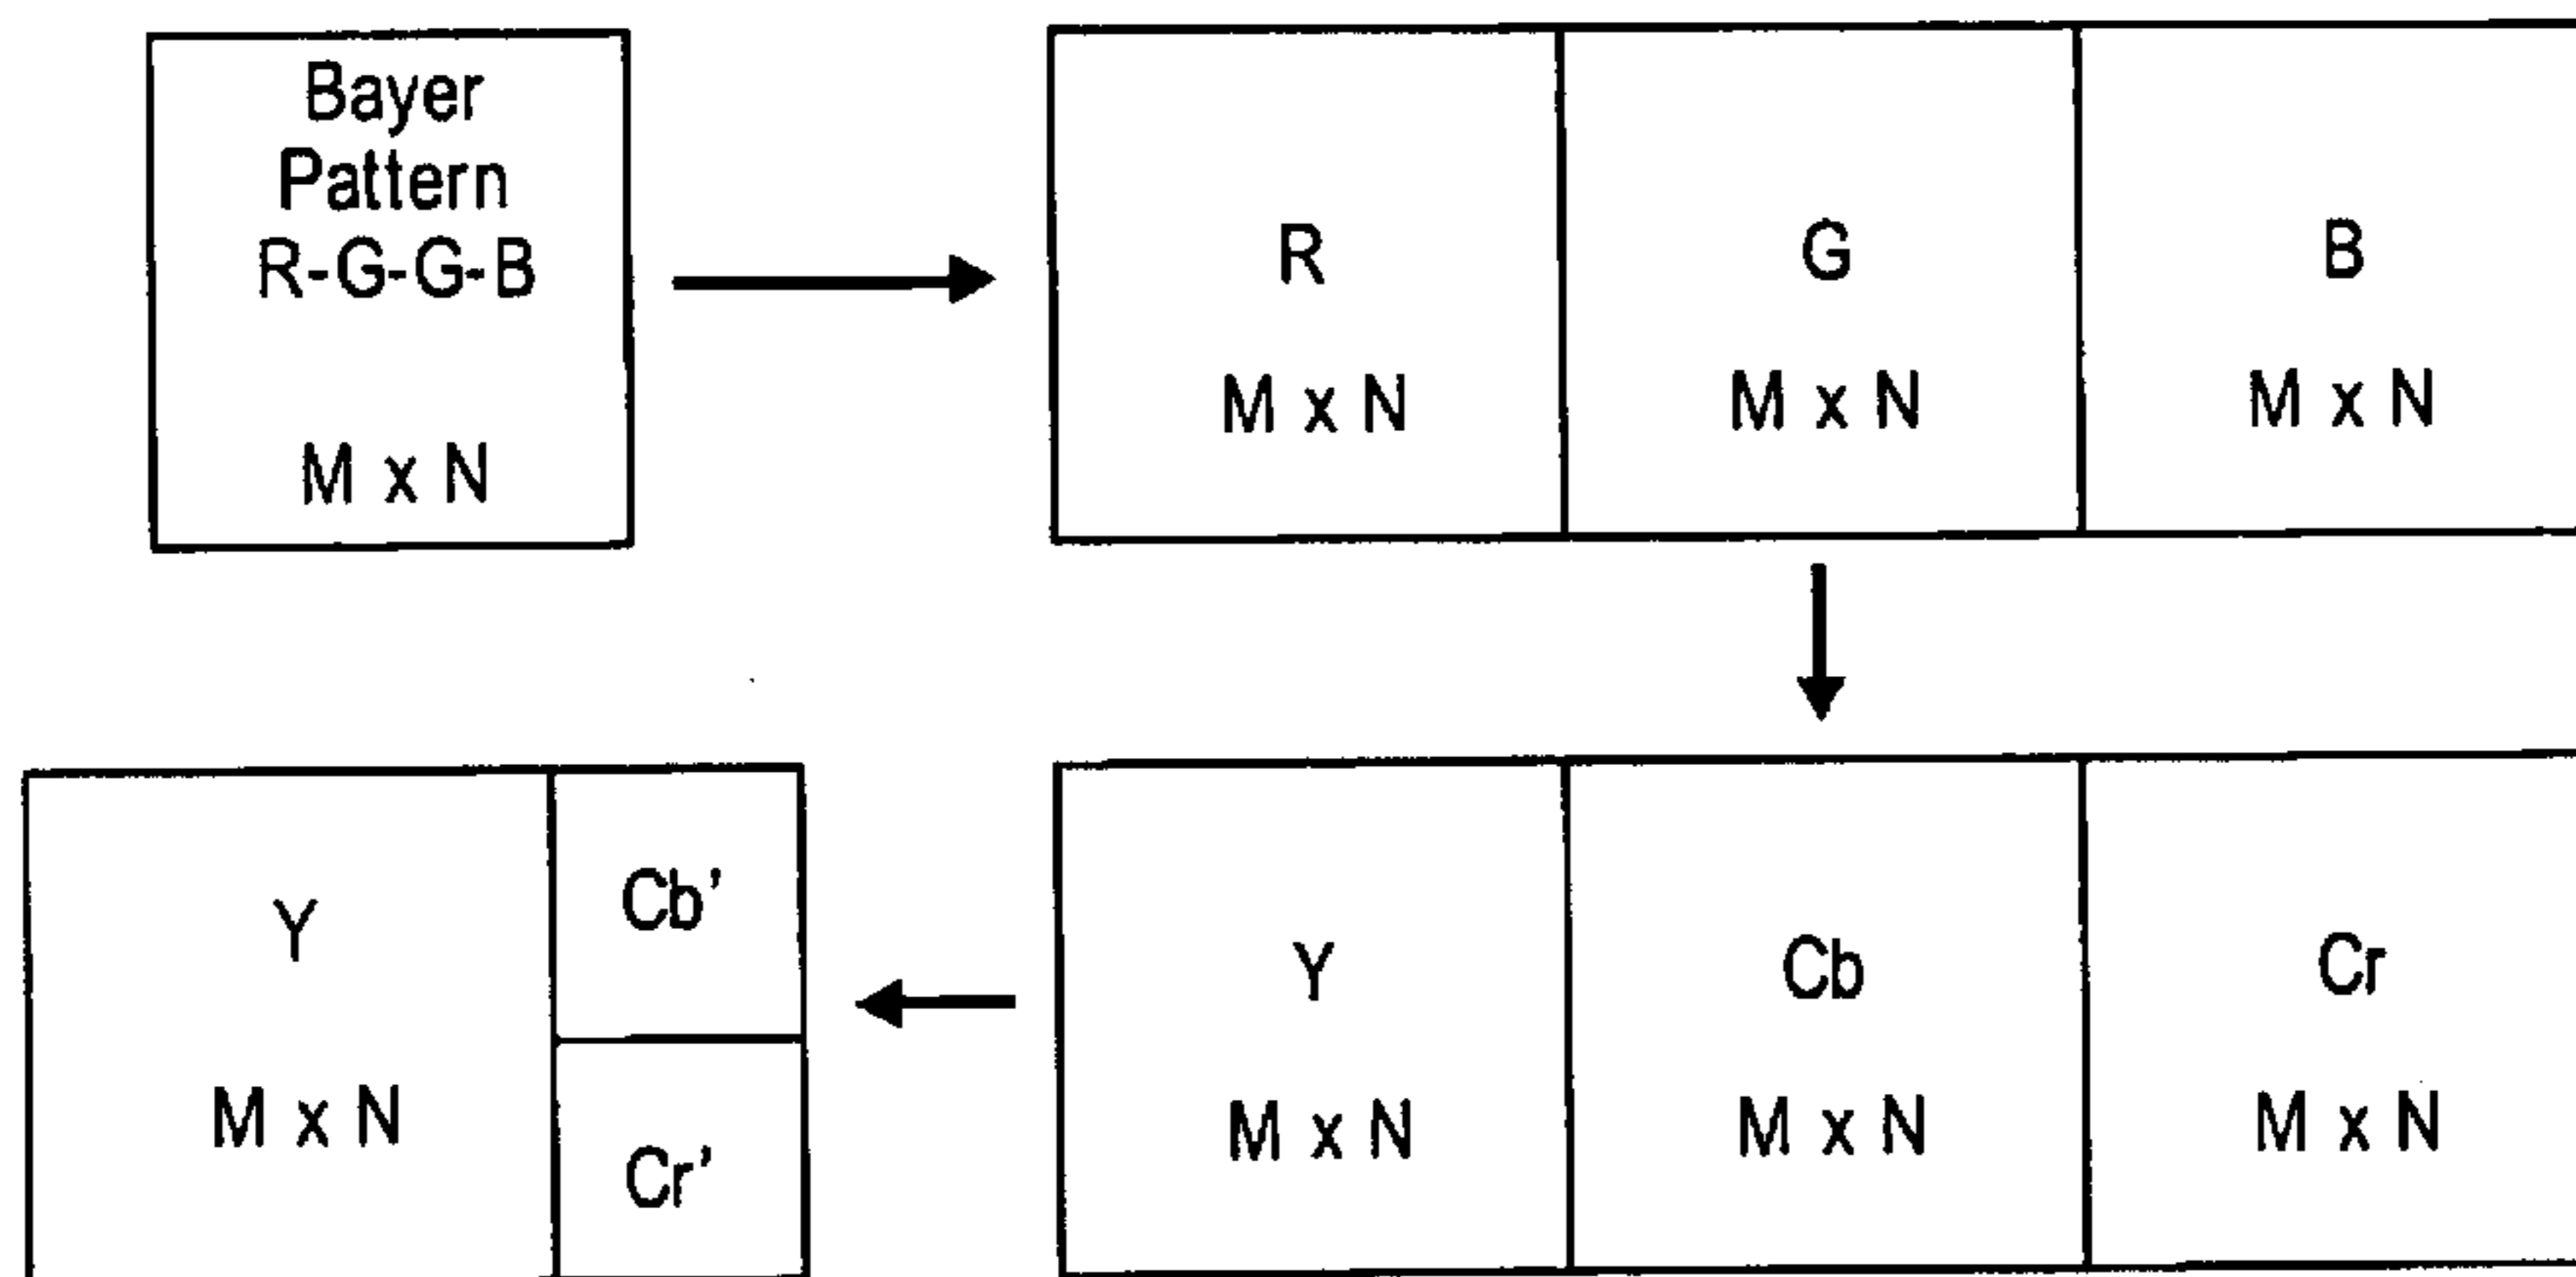 Bayer
Pattern
R-G-G-B
M x N
R
M x N
G
M x N
B
M x N
Y
M x N
Cb'
Cr'
Y
M x N
Cb
M x N
Cr
M x N